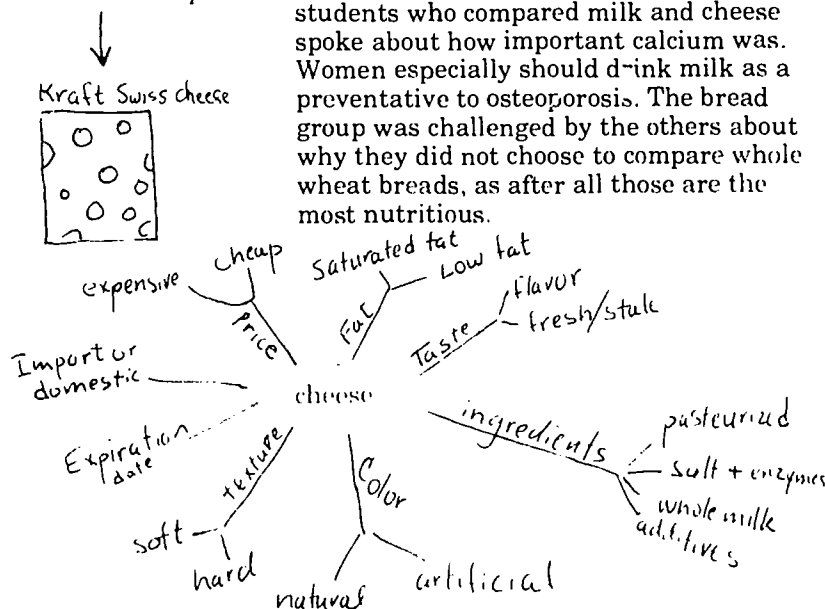 students who compared milk and cheese
spoke about how important calcium was.
Women especially should drink milk as a
preventative to osteoporosis. The bread
group was challenged by the others about
why they did not choose to compare whole
wheat breads, as after all those are the
most nutritious.
Kraft Swiss cheese
cheap
expensive
Price
Saturated fat
Low fat
Fat
flavor
fresh/stale
Taste
Import or
domestic
cheese
Expiration
date
texture
soft
hard
Color
natural
artificial
ingredients
pasteurized
salt + enzymes
whole milk
additives